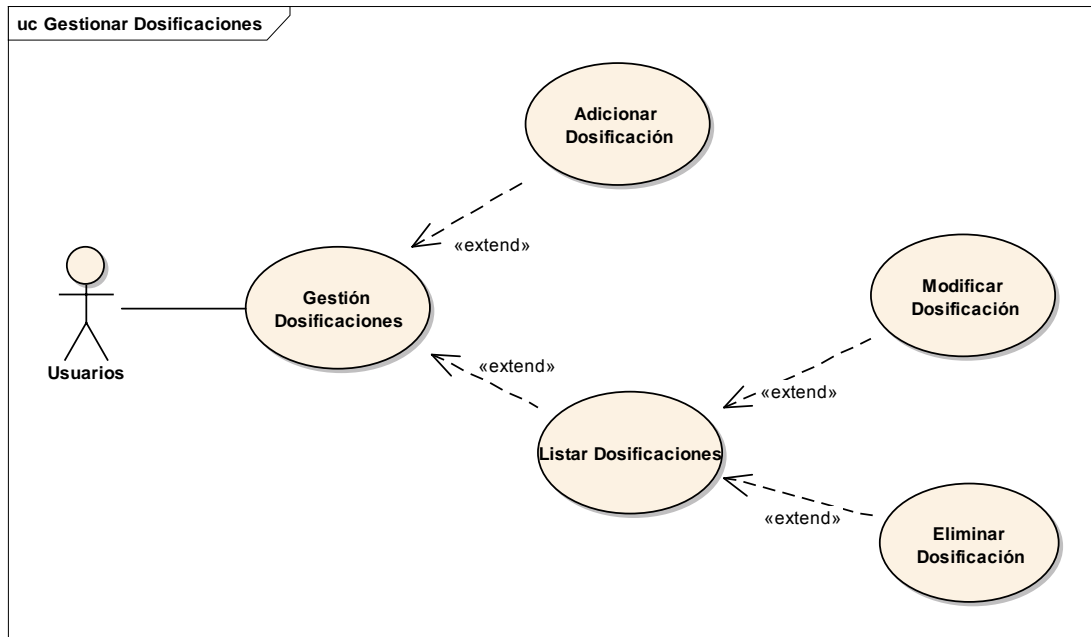 uc Gestionar Dosificaciones
Adicionar
Dosificación
«extend»
Gestión
Dosificaciones
Usuarios
«extend»
Modificar
Dosificación
«extend»
Listar Dosificaciones
«extend»
Eliminar
Dosificación